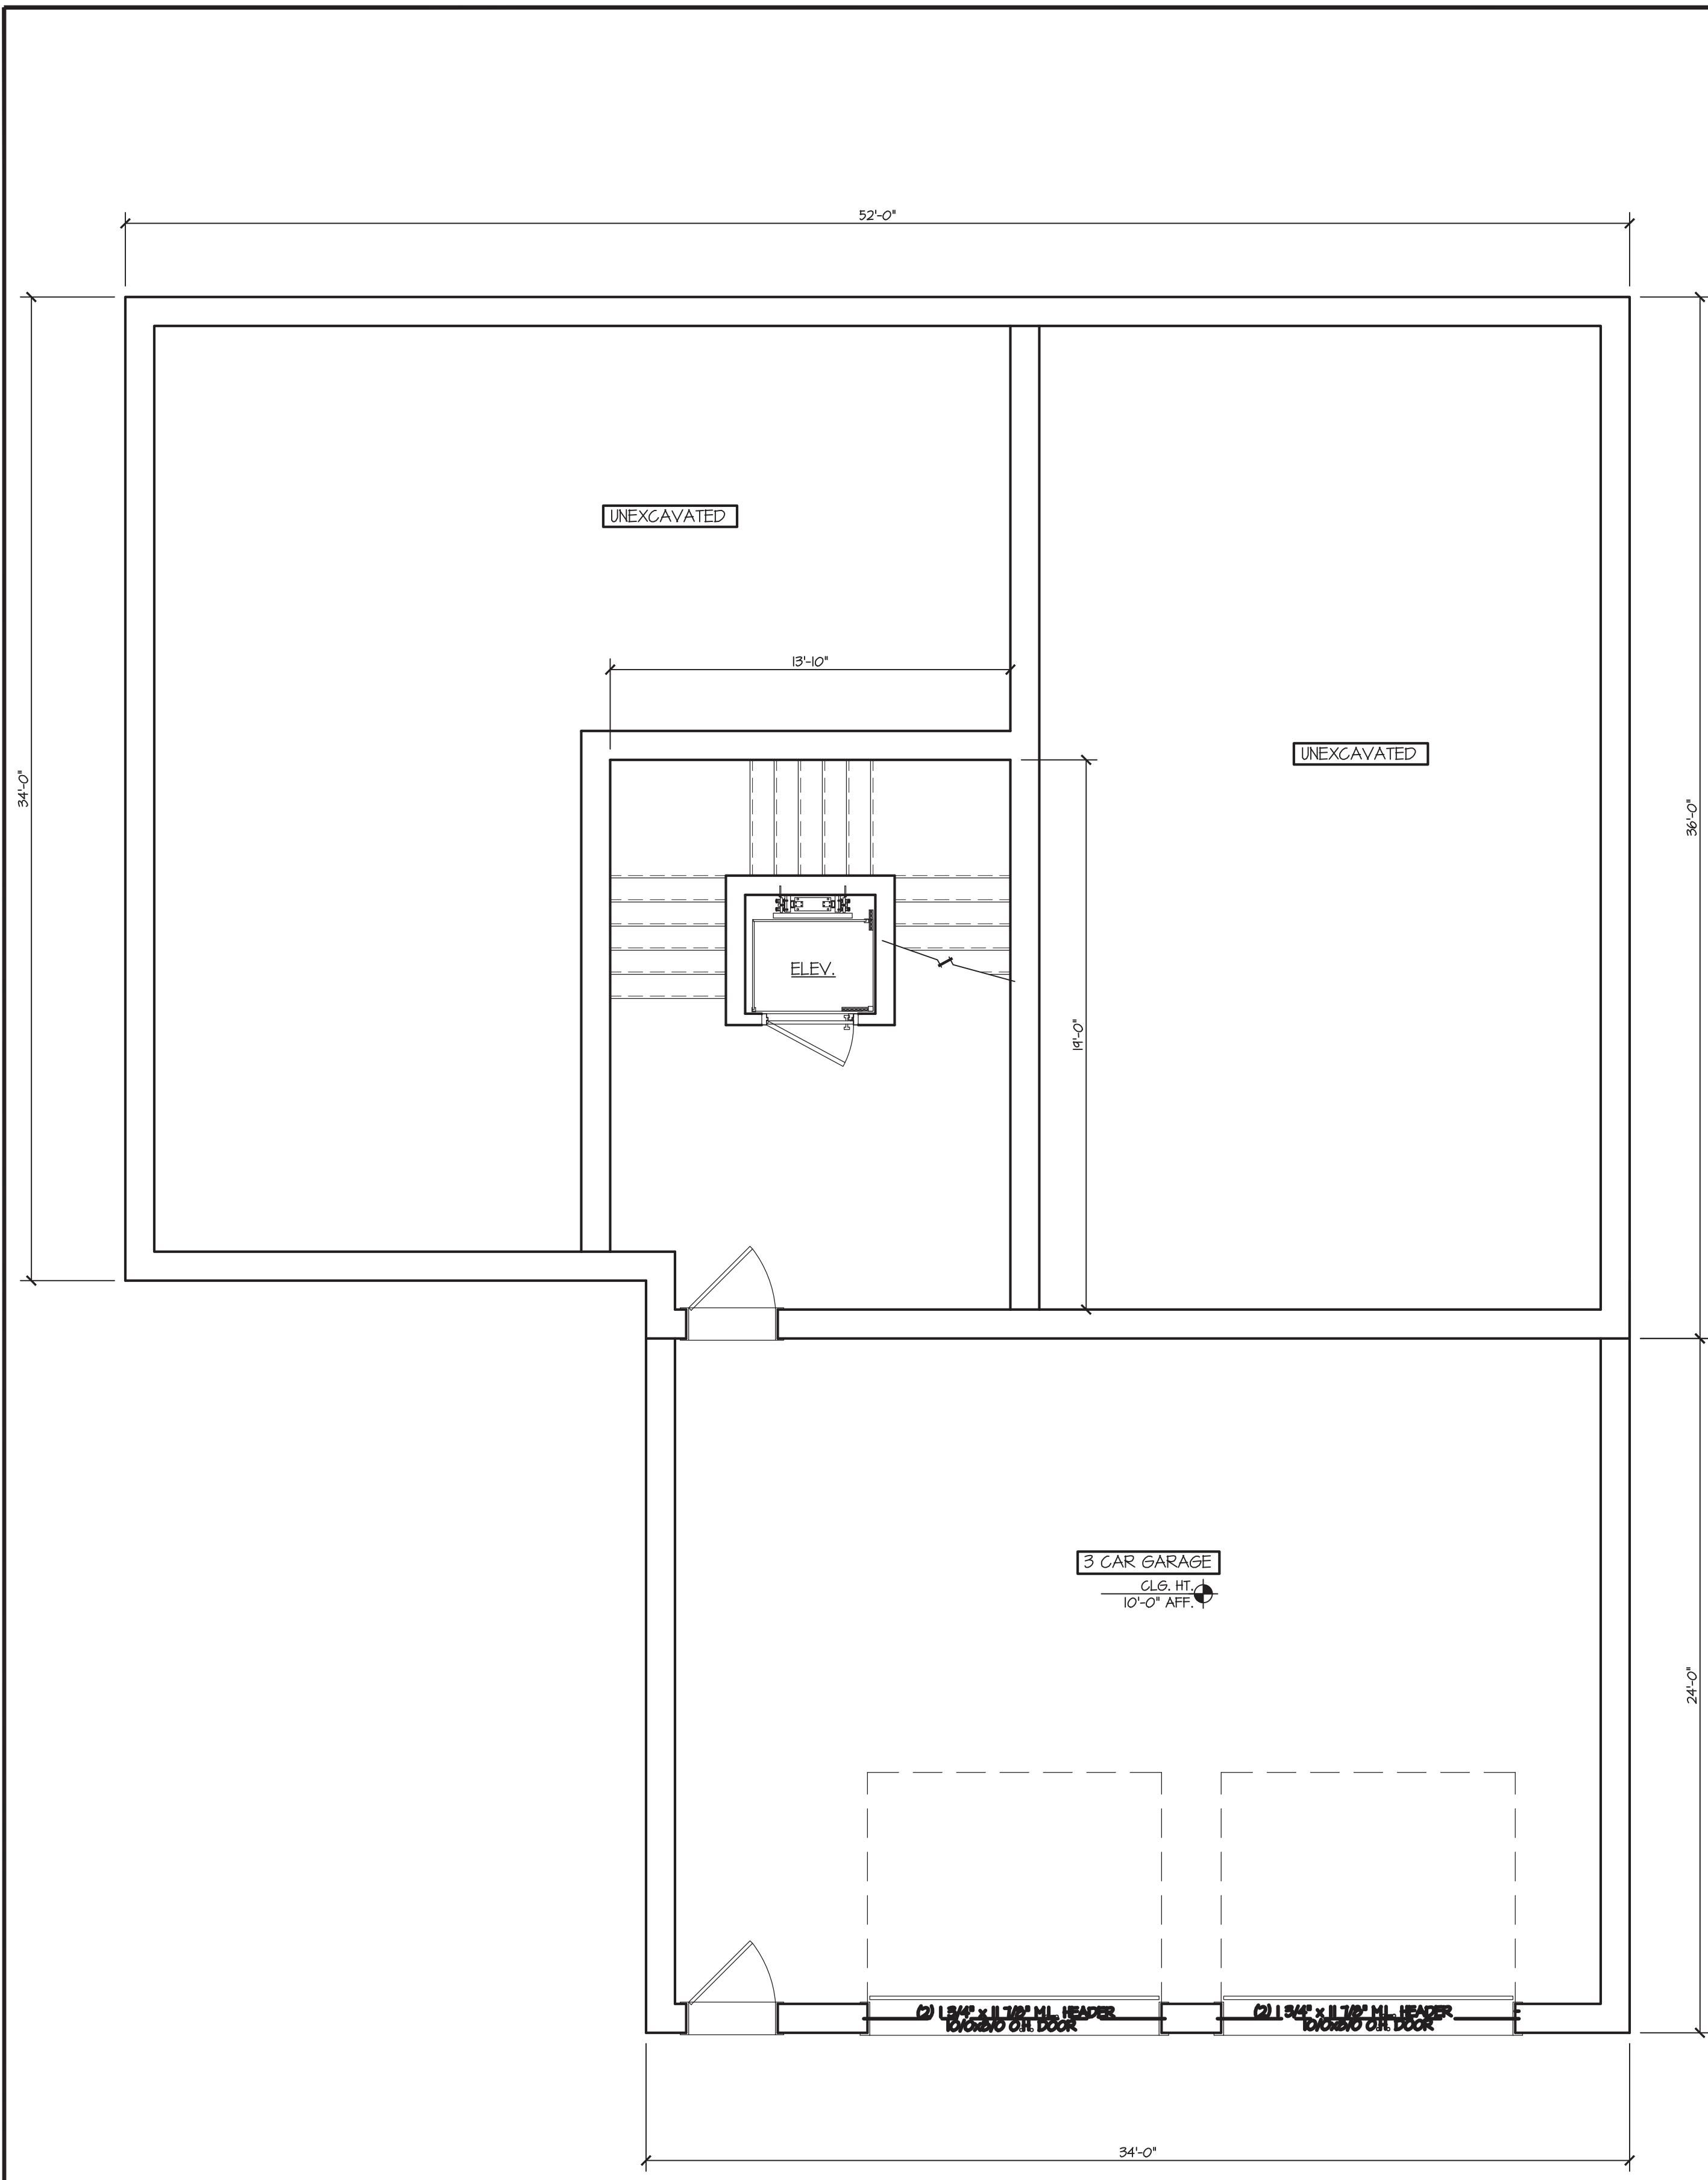 52'-0"
UNEXCAVATED
13'-10"
UNEXCAVATED
34'-0"
36'-0"
ELEV.
19'-0"
3 CAR GARAGE
CLG. HT.
10'-0" AFF.
24'-0"
(2) 1 3/4" x 11 7/8" M.L. HEADER
O.H. DOOR
(2) 1 3/4" x 11 7/8" M.L. HEADER
O.H. DOOR
34'-0"